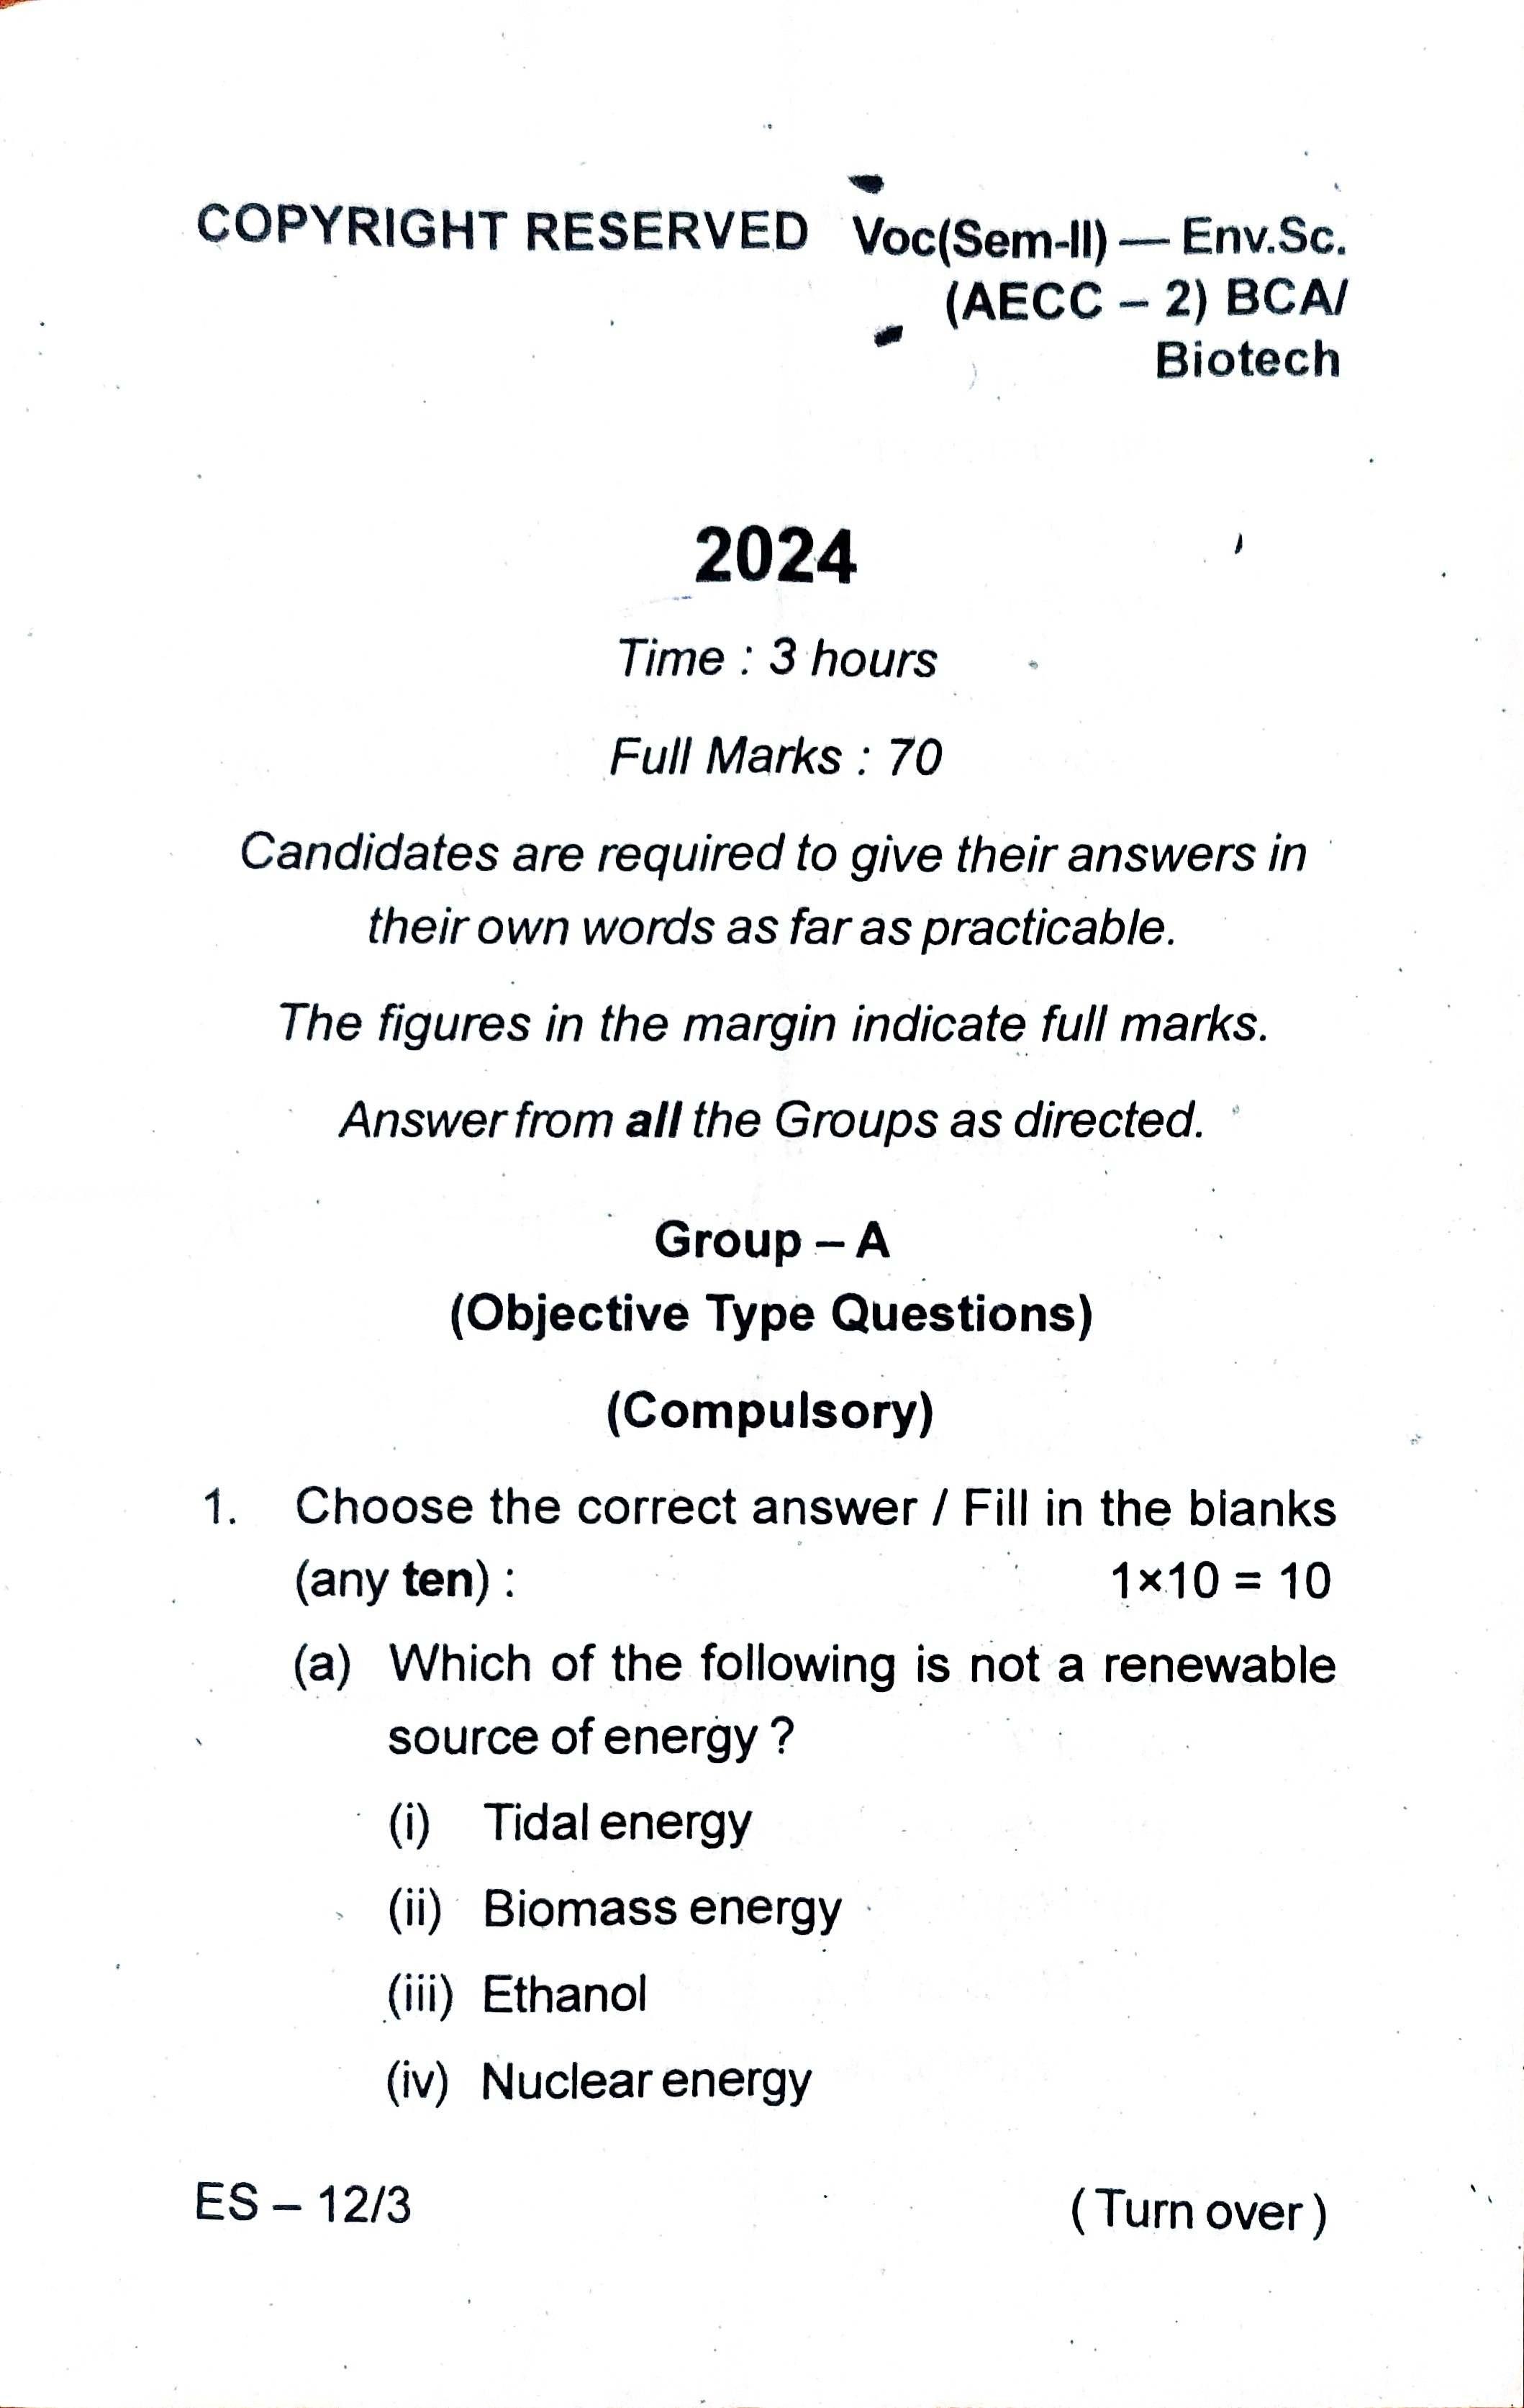 COPYRIGHT RESERVED Voc(Sem-II) — Env.Sc.
(AECC – 2) BCA/
Biotech
2024
Time : 3 hours
Full Marks : 70
Candidates are required to give their answers in
their own words as far as practicable.
The figures in the margin indicate full marks.
Answer from all the Groups as directed.
Group – A
(Objective Type Questions)
(Compulsory)
1. Choose the correct answer / Fill in the blanks
(any ten) : 1×10 = 10
(a) Which of the following is not a renewable
source of energy ?
(i) Tidal energy
(ii) Biomass energy
(iii) Ethanol
(iv) Nuclear energy
ES – 12/3 (Turn over)